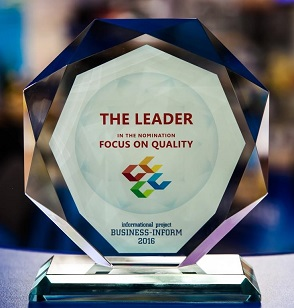 THE LEADER
IN THE NOMINATION
FOCUS ON QUALITY
informational project
BUSINESS-INFORM
2016